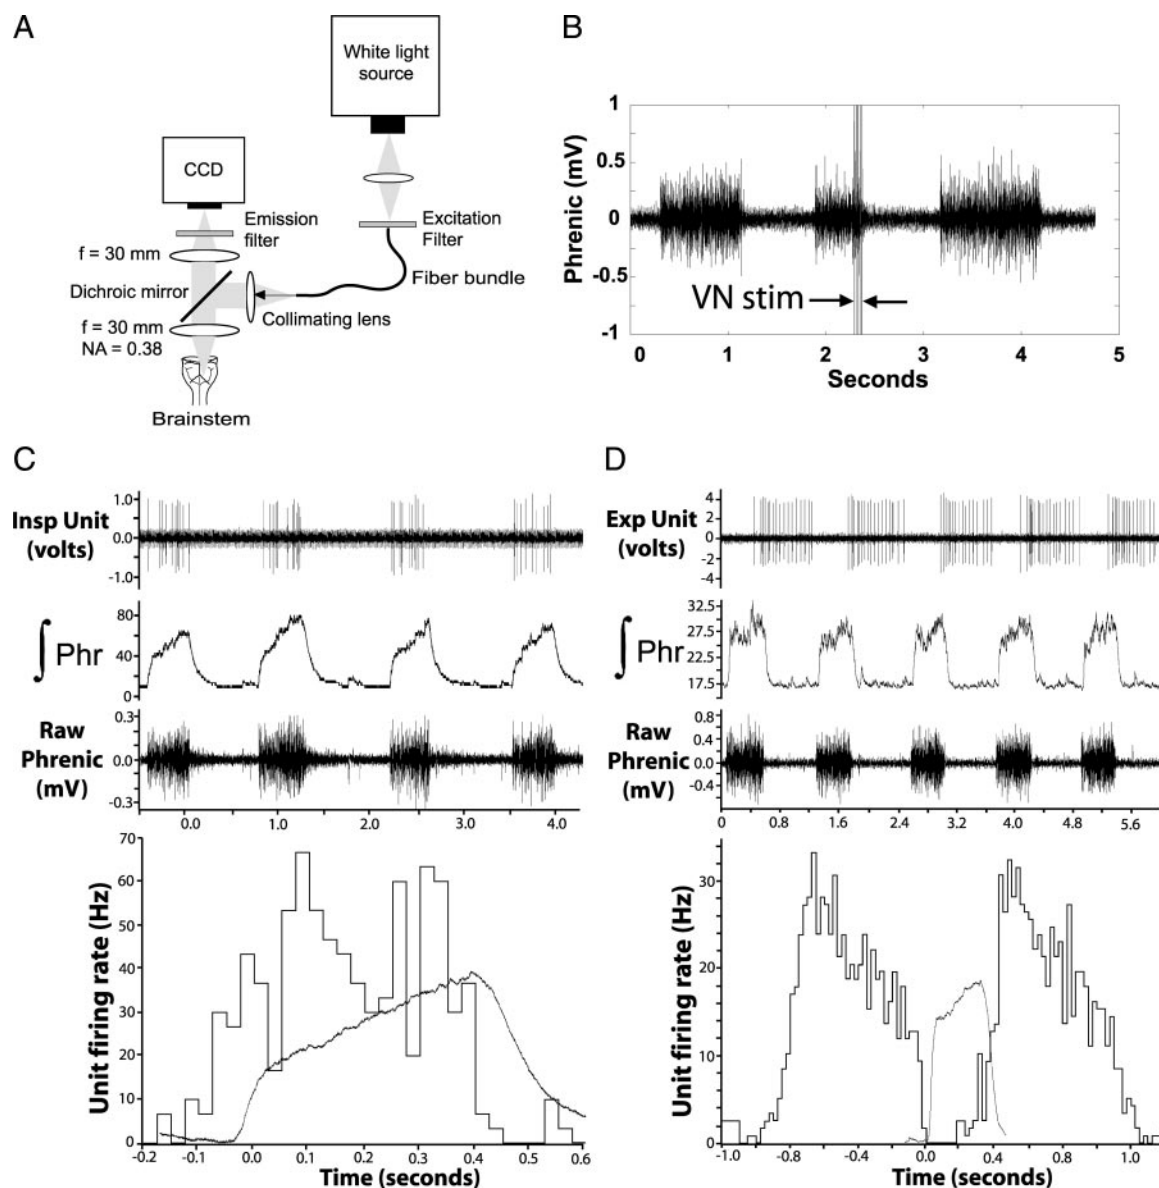 A
White light
source
CCD
Emission
filter
Excitation
Filter
f = 30 mm
Dichroic mirror
Fiber bundle
Collimating lens
f = 30 mm
NA = 0.38
Brainstem
B
Phrenic (mV)
1
0.5
0
-0.5
-1
VN stim
0 1 2 3 4 5
Seconds
C
Insp Unit
(volts)
1.0
0.0
-1.0
∫ Phr
80
40
0
Raw
Phrenic
(mV)
0.3
0.0
-0.3
0.0 1.0 2.0 3.0 4.0
Unit firing rate (Hz)
70
60
50
40
30
20
10
0
-0.2 -0.1 0.0 0.1 0.2 0.3 0.4 0.5 0.6
Time (seconds)
D
Exp Unit
(volts)
4
2
0
-2
-4
∫ Phr
32.5
27.5
22.5
17.5
Raw
Phrenic
(mV)
0.8
0.4
0.0
-0.4
0 0.8 1.6 2.4 3.2 4.0 4.8 5.6
Unit firing rate (Hz)
30
20
10
0
-1.0 -0.8 -0.4 0.0 0.4 0.8 1.0
Time (seconds)